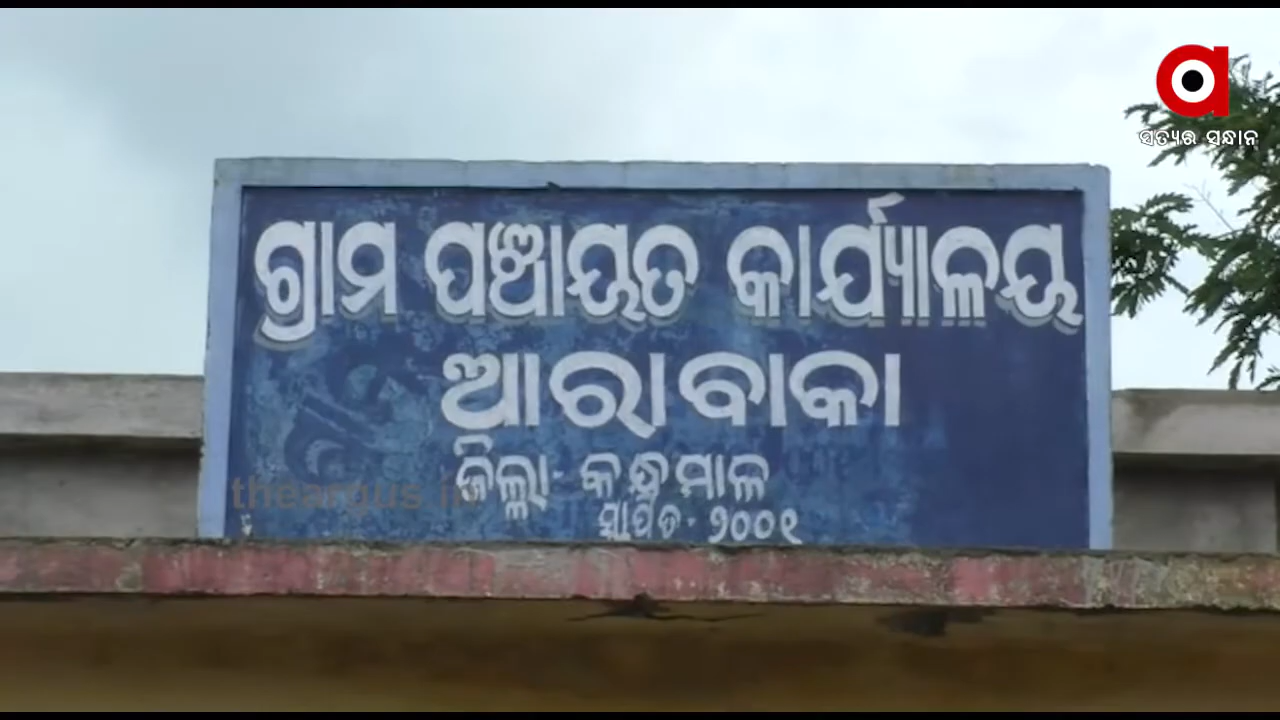 ସତ୍ୟର ସନ୍ଧାନ
ଗ୍ରାମ ପଞ୍ଚାୟତ କାର୍ଯ୍ୟାଳୟ
ଆରାବାକା
ଜିଲ୍ଲା- କନ୍ଧମାଳ
theargus.in
ସ୍ଥାପିତ- ୨୦୦୧